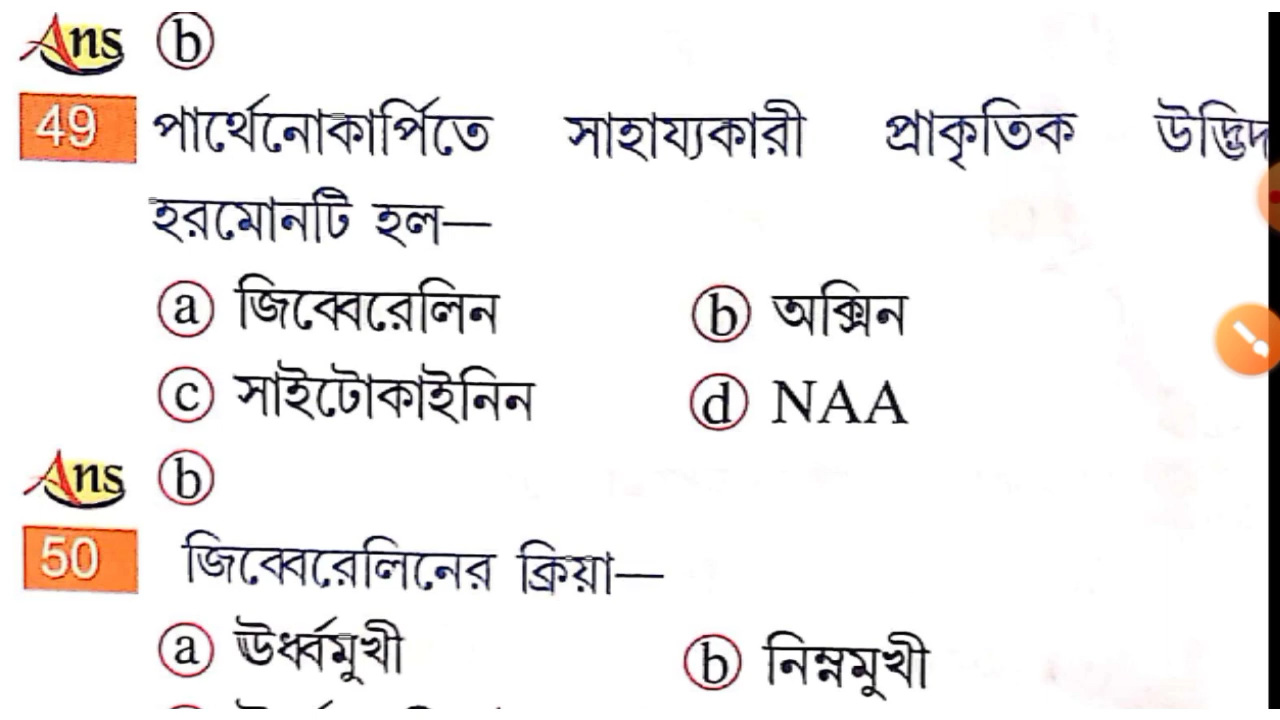 Ans ⓑ
49 পার্থেনোকার্পিতে সাহায্যকারী প্রাকৃতিক উদ্ভিদ
হরমোনটি হল—
ⓐ জিব্বেরেলিন ⓑ অক্সিন
ⓒ সাইটোকাইনিন ⓓ NAA
Ans ⓑ
50 জিব্বেরেলিনের ক্রিয়া—
ⓐ ঊর্ধ্বমুখী ⓑ নিম্নমুখী